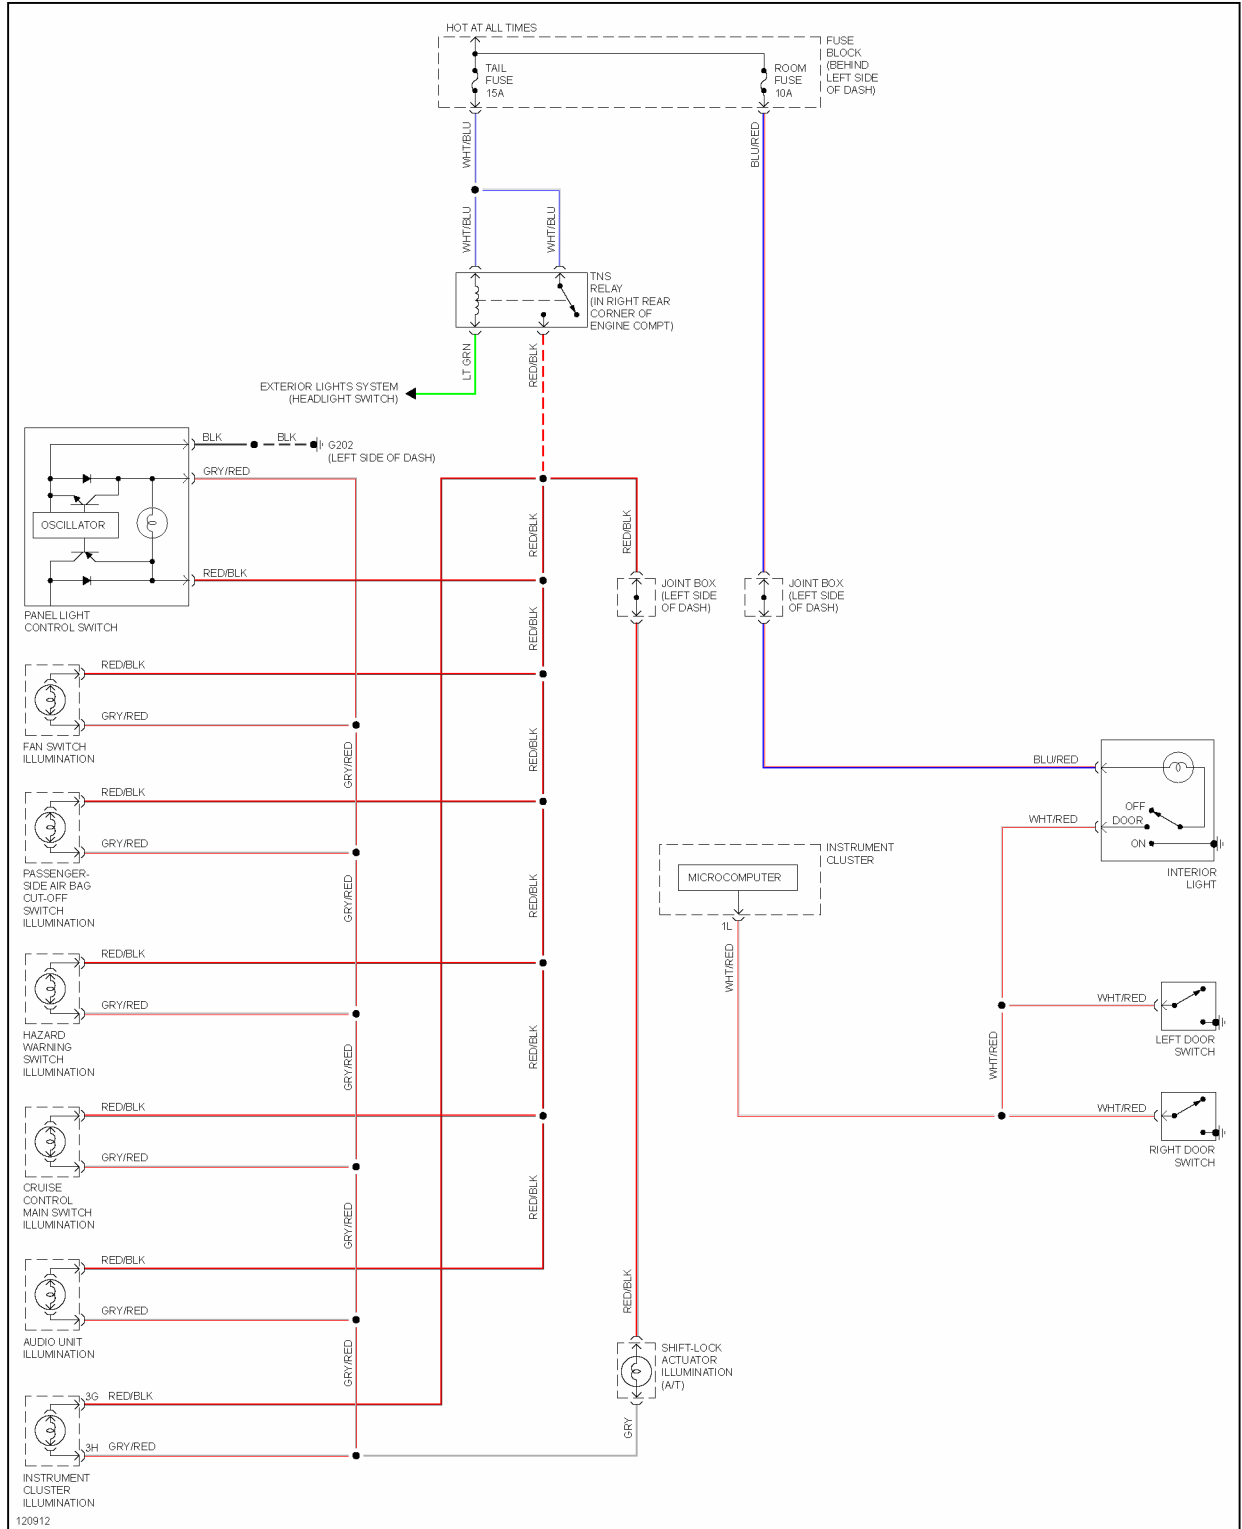 HOT AT ALL TIMES
TAIL
FUSE
15A
ROOM
FUSE
10A
FUSE
BLOCK
(BEHIND
LEFT SIDE
OF DASH)
WHT/BLU
BLU/RED
WHT/BLU
WHT/BLU
TNS
RELAY
(IN RIGHT REAR
CORNER OF
ENGINE COMPT)
LT GRN
RED/BLK
EXTERIOR LIGHTS SYSTEM
(HEADLIGHT SWITCH)
BLK
BLK
G202
(LEFT SIDE OF DASH)
GRY/RED
OSCILLATOR
RED/BLK
PANEL LIGHT
CONTROL SWITCH
RED/BLK
RED/BLK
JOINT BOX
(LEFT SIDE
OF DASH)
JOINT BOX
(LEFT SIDE
OF DASH)
RED/BLK
RED/BLK
GRY/RED
FAN SWITCH
ILLUMINATION
GRY/RED
RED/BLK
RED/BLK
GRY/RED
PASSENGER-
SIDE AIR BAG
CUT-OFF
SWITCH
ILLUMINATION
GRY/RED
RED/BLK
BLU/RED
WHT/RED
OFF
DOOR
ON
INTERIOR
LIGHT
INSTRUMENT
CLUSTER
MICROCOMPUTER
1L
WHT/RED
RED/BLK
GRY/RED
HAZARD
WARNING
SWITCH
ILLUMINATION
GRY/RED
RED/BLK
WHT/RED
LEFT DOOR
SWITCH
WHT/RED
WHT/RED
RIGHT DOOR
SWITCH
RED/BLK
GRY/RED
CRUISE
CONTROL
MAIN SWITCH
ILLUMINATION
GRY/RED
RED/BLK
RED/BLK
GRY/RED
AUDIO UNIT
ILLUMINATION
GRY/RED
RED/BLK
SHIFT-LOCK
ACTUATOR
ILLUMINATION
(A/T)
GRY
3G RED/BLK
3H GRY/RED
INSTRUMENT
CLUSTER
ILLUMINATION
120912